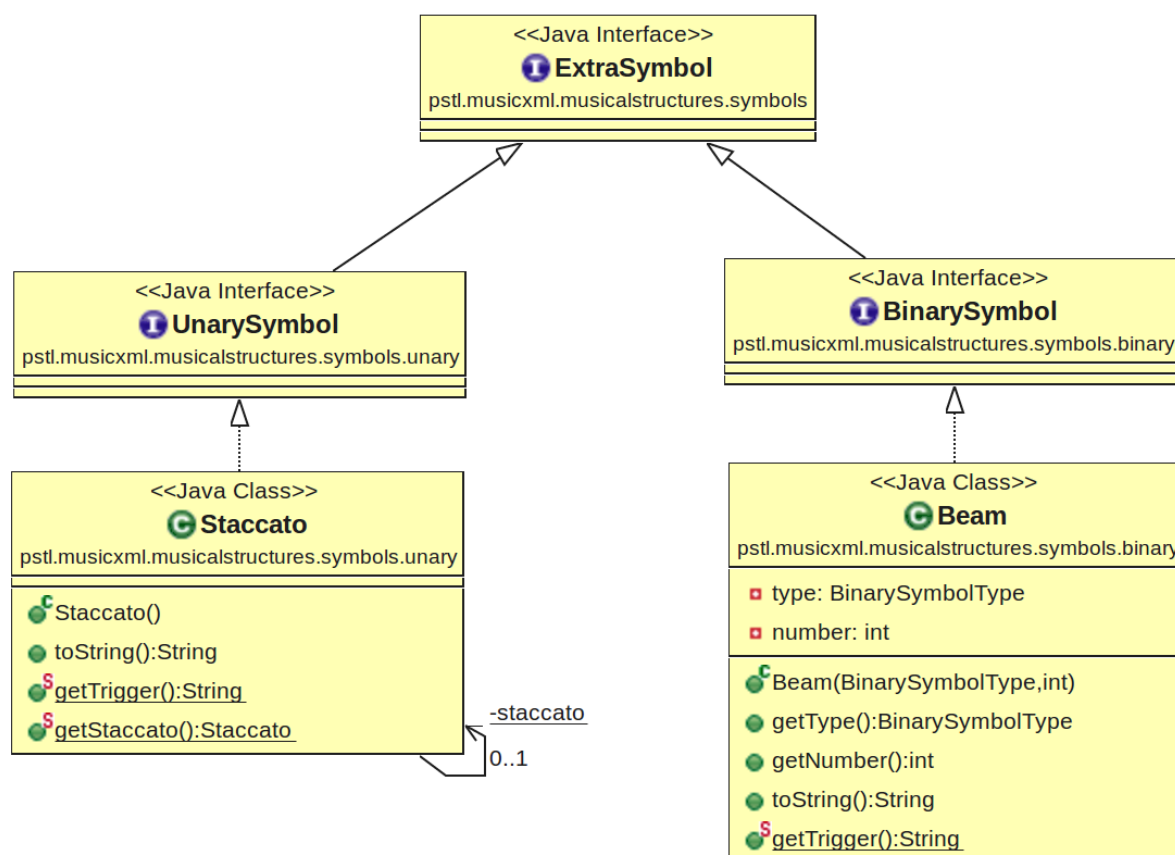 <<Java Interface>>
ExtraSymbol
pstl.musicxml.musicalstructures.symbols
<<Java Interface>>
UnarySymbol
pstl.musicxml.musicalstructures.symbols.unary
<<Java Interface>>
BinarySymbol
pstl.musicxml.musicalstructures.symbols.binary
<<Java Class>>
Staccato
pstl.musicxml.musicalstructures.symbols.unary
Staccato()
toString():String
getTrigger():String
getStaccato():Staccato
-staccato
0..1
<<Java Class>>
Beam
pstl.musicxml.musicalstructures.symbols.binary
type: BinarySymbolType
number: int
Beam(BinarySymbolType,int)
getType():BinarySymbolType
getNumber():int
toString():String
getTrigger():String